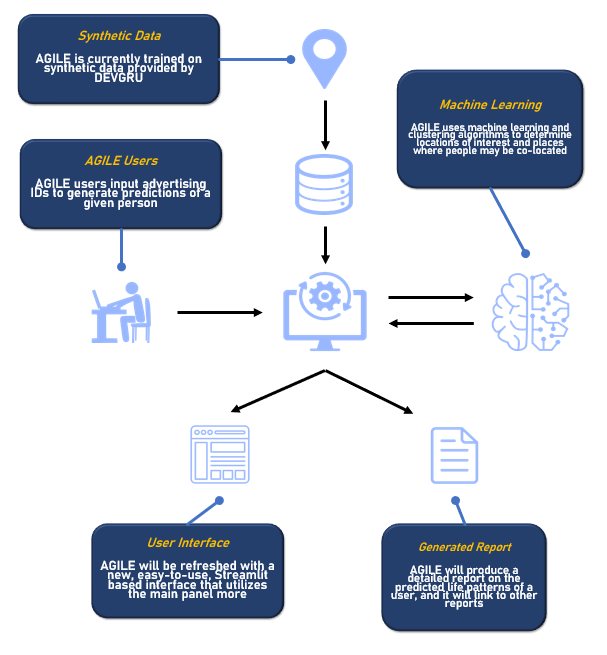 Synthetic Data
AGILE is currently trained on
synthetic data provided by
DEVGRU
Machine Learning
AGILE uses machine learning and
clustering algorithms to determine
locations of interest and places
where people may be co-located
AGILE Users
AGILE users input advertising
IDs to generate predictions of a
given person
User Interface
AGILE will be refreshed with a
new, easy-to-use, Streamlit
based interface that utilizes
the main panel more
Generated Report
AGILE will produce a
detailed report on the
predicted life patterns of a
user, and it will link to other
reports